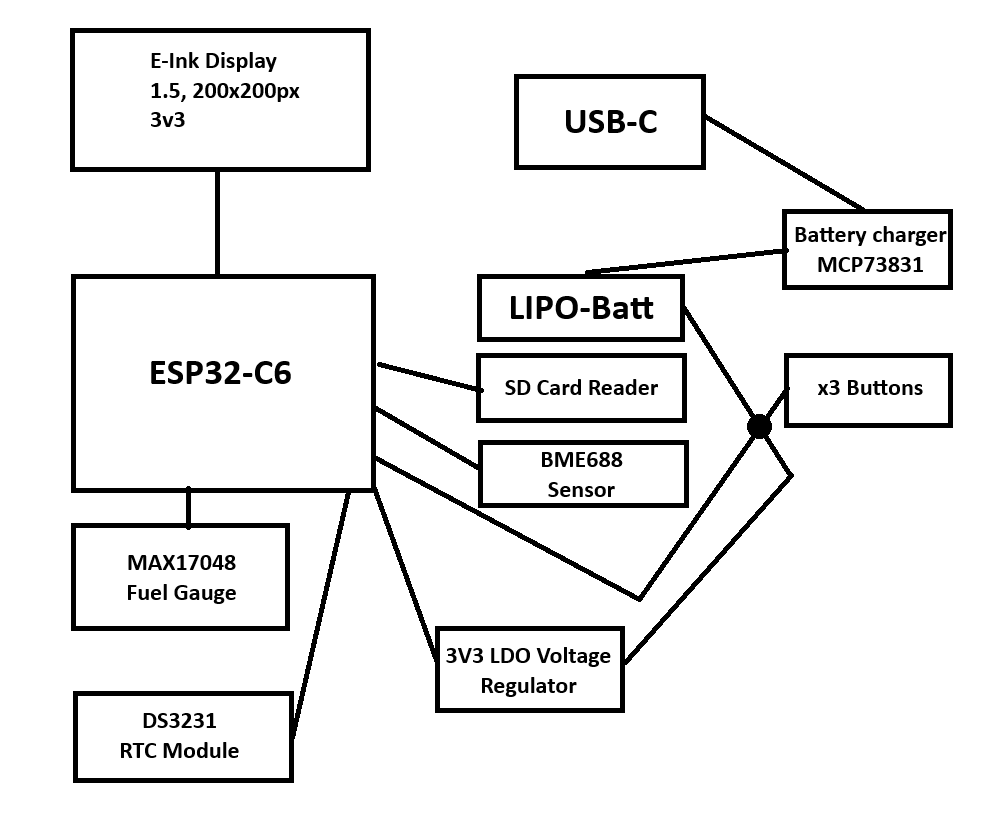 E-Ink Display
1.5, 200x200px
3v3
USB-C
Battery charger
MCP73831
LIPO-Batt
ESP32-C6
SD Card Reader
x3 Buttons
BME688
Sensor
MAX17048
Fuel Gauge
3V3 LDO Voltage
Regulator
DS3231
RTC Module